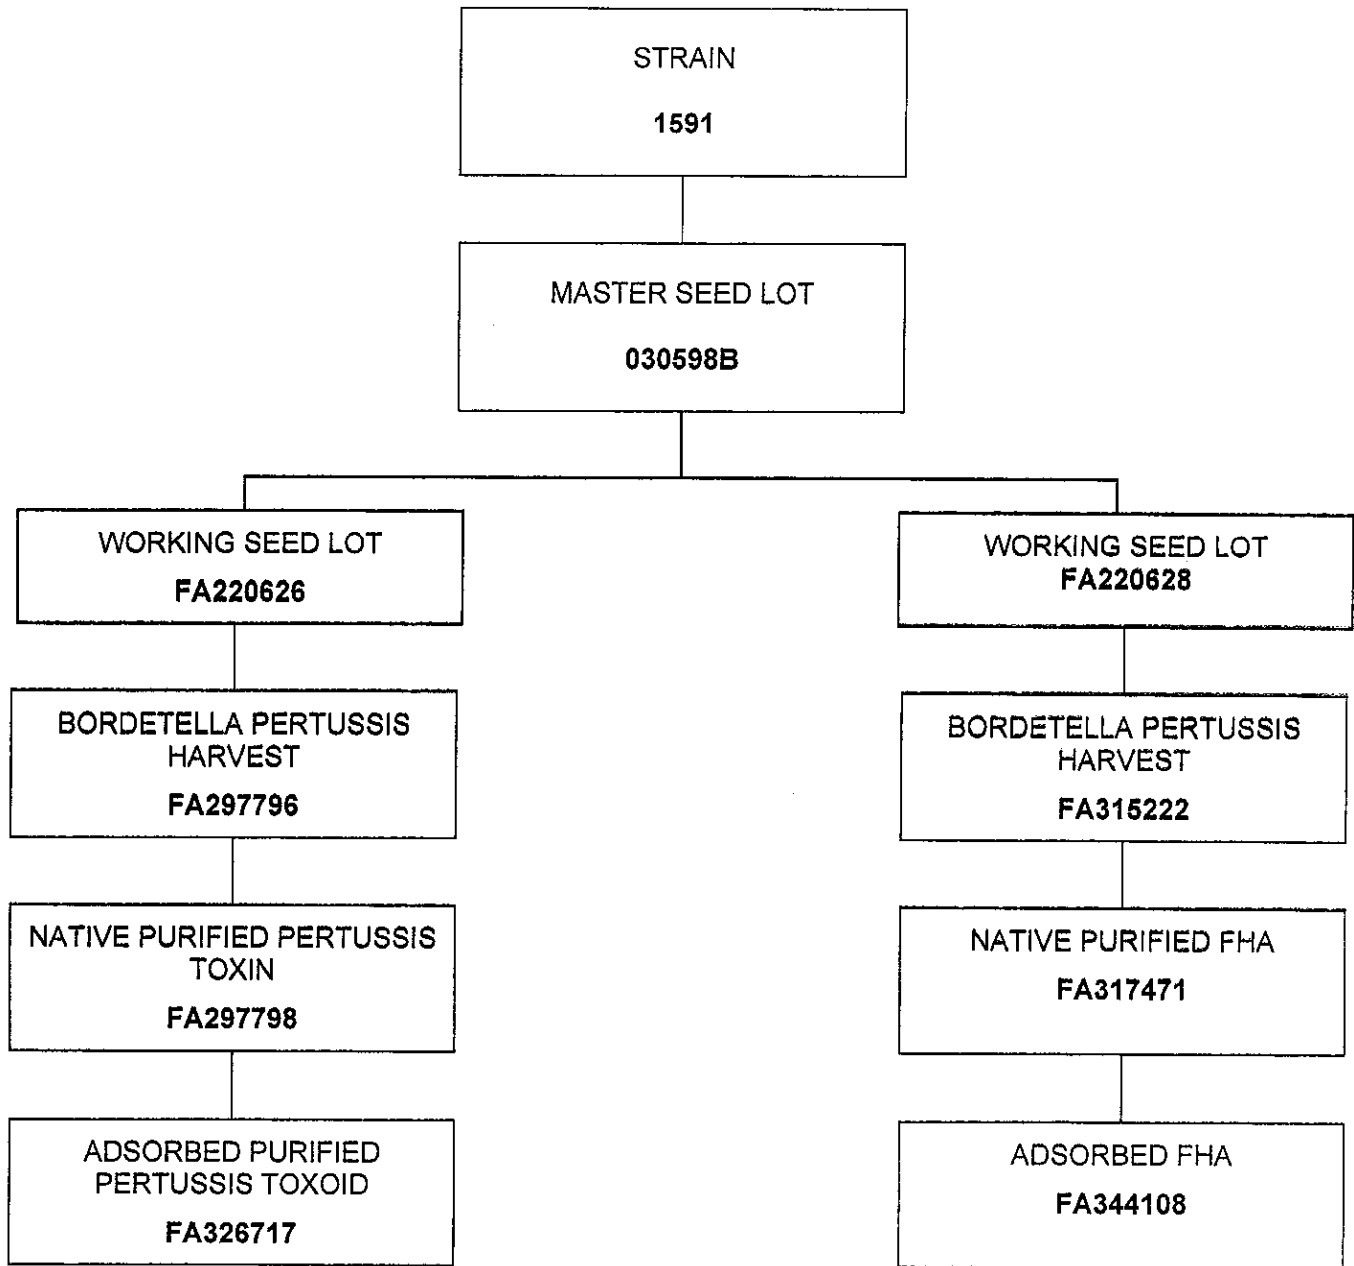 STRAIN
1591
MASTER SEED LOT
030598B
WORKING SEED LOT
FA220626
BORDETELLA PERTUSSIS
HARVEST
FA297796
NATIVE PURIFIED PERTUSSIS
TOXIN
FA297798
ADSORBED PURIFIED
PERTUSSIS TOXOID
FA326717
WORKING SEED LOT
FA220628
BORDETELLA PERTUSSIS
HARVEST
FA315222
NATIVE PURIFIED FHA
FA317471
ADSORBED FHA
FA344108